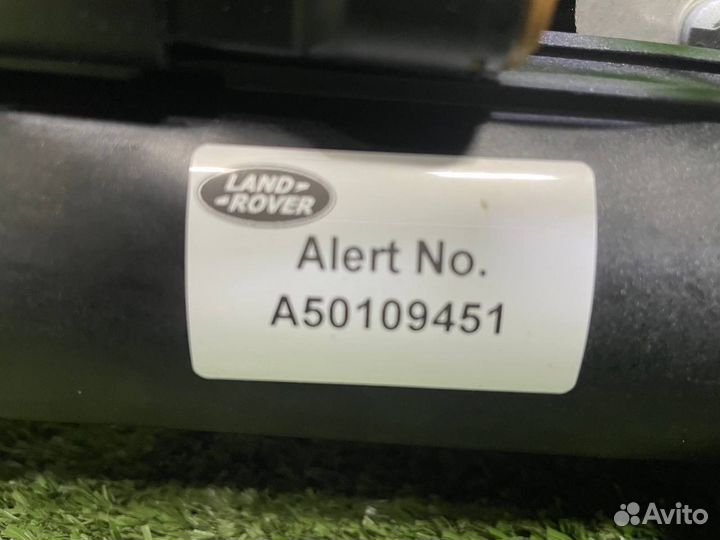 LAND-
-ROVER
Alert No.
A50109451
Avito